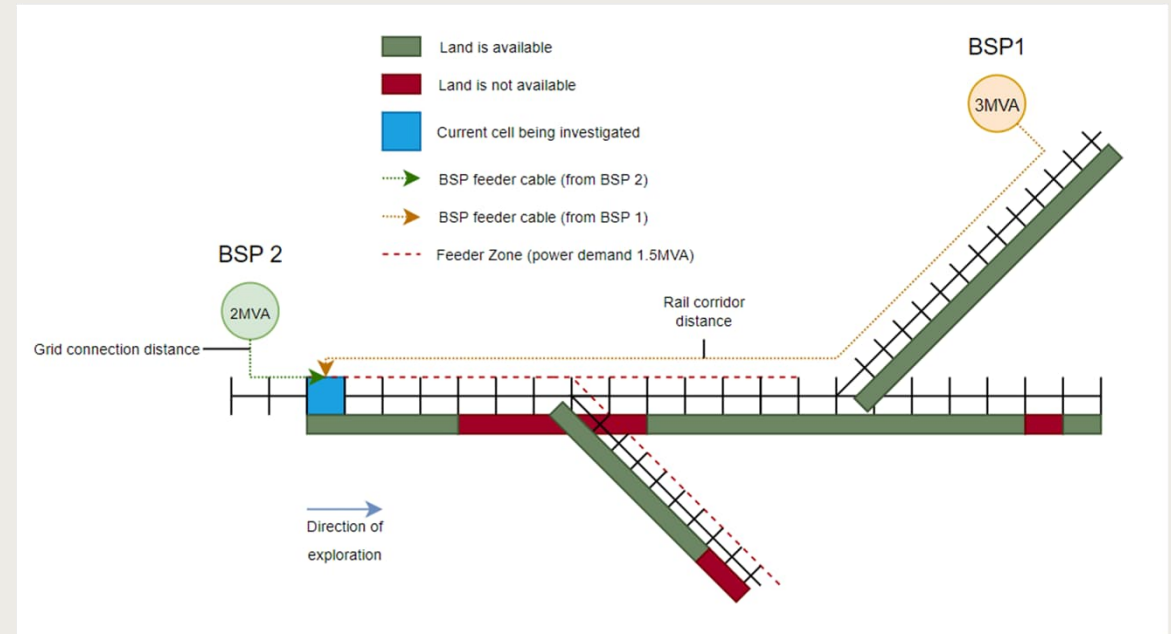 Land is available
Land is not available
Current cell being investigated
BSP feeder cable (from BSP 2)
BSP feeder cable (from BSP 1)
Feeder Zone (power demand 1.5MVA)
BSP1
3MVA
BSP 2
2MVA
Grid connection distance
Rail corridor
distance
Direction of
exploration